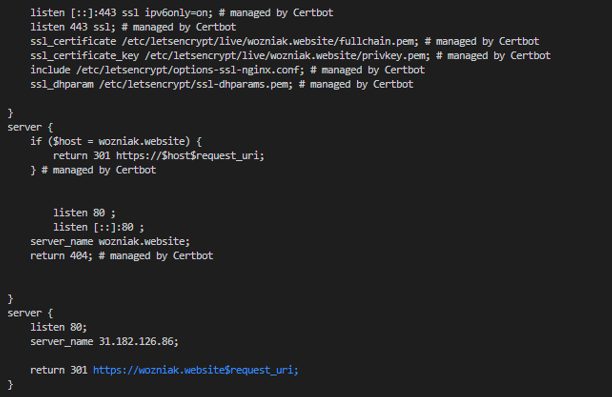 listen [::]:443 ssl ipv6only=on; # managed by Certbot
listen 443 ssl; # managed by Certbot
ssl_certificate /etc/letsencrypt/live/wozniak.website/fullchain.pem; # managed by Certbot
ssl_certificate_key /etc/letsencrypt/live/wozniak.website/privkey.pem; # managed by Certbot
include /etc/letsencrypt/options-ssl-nginx.conf; # managed by Certbot
ssl_dhparam /etc/letsencrypt/ssl-dhparams.pem; # managed by Certbot
}
server {
if ($host = wozniak.website) {
return 301 https://$host$request_uri;
} # managed by Certbot
listen 80 ;
listen [::]:80 ;
server_name wozniak.website;
return 404; # managed by Certbot
}
server {
listen 80;
server_name 31.182.126.86;
return 301 https://wozniak.website$request_uri;
}